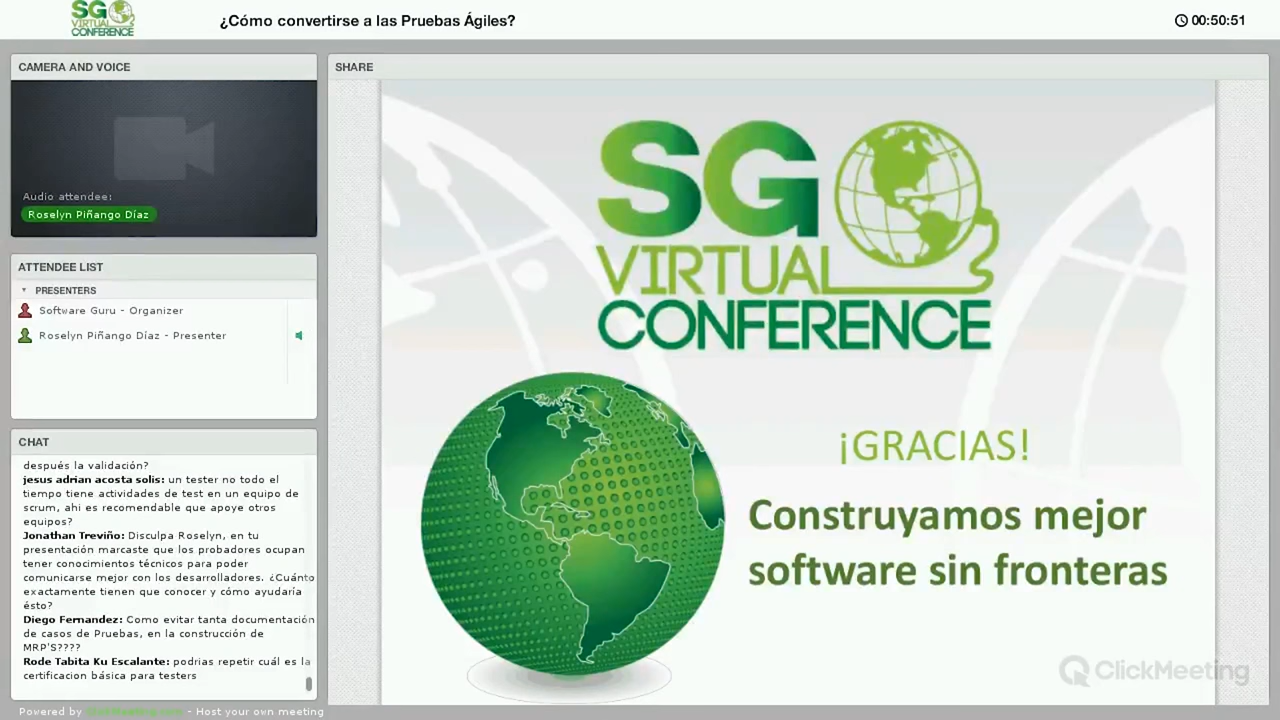 SG
VIRTUAL
CONFERENCE
¿Cómo convertirse a las Pruebas Ágiles?
00:50:51
CAMERA AND VOICE
Audio attendee:
Roselyn Piñango Díaz
ATTENDEE LIST
PRESENTERS
Software Guru - Organizer
Roselyn Piñango Díaz - Presenter
CHAT
después la validación?
jesus adrian acosta solis: un tester no todo el
tiempo tiene actividades de test en un equipo de
scrum, ahi es recomendable que apoye otros
equipos?
Jonathan Treviño: Disculpa Roselyn, en tu
presentación marcaste que los probadores ocupan
tener conocimientos técnicos para poder
comunicarse mejor con los desarrolladores. ¿Cuánto
exactamente tienen que conocer y cómo ayudaría
ésto?
Diego Fernandez: Como evitar tanta documentación
de casos de Pruebas, en la construcción de
MRP'S????
Rode Tabita Ku Escalante: podrias repetir cuál es la
certificacion básica para testers
Powered by ClickMeeting.com - Host your own meeting
SHARE
SG
VIRTUAL
CONFERENCE
¡GRACIAS!
Construyamos mejor
software sin fronteras
ClickMeeting